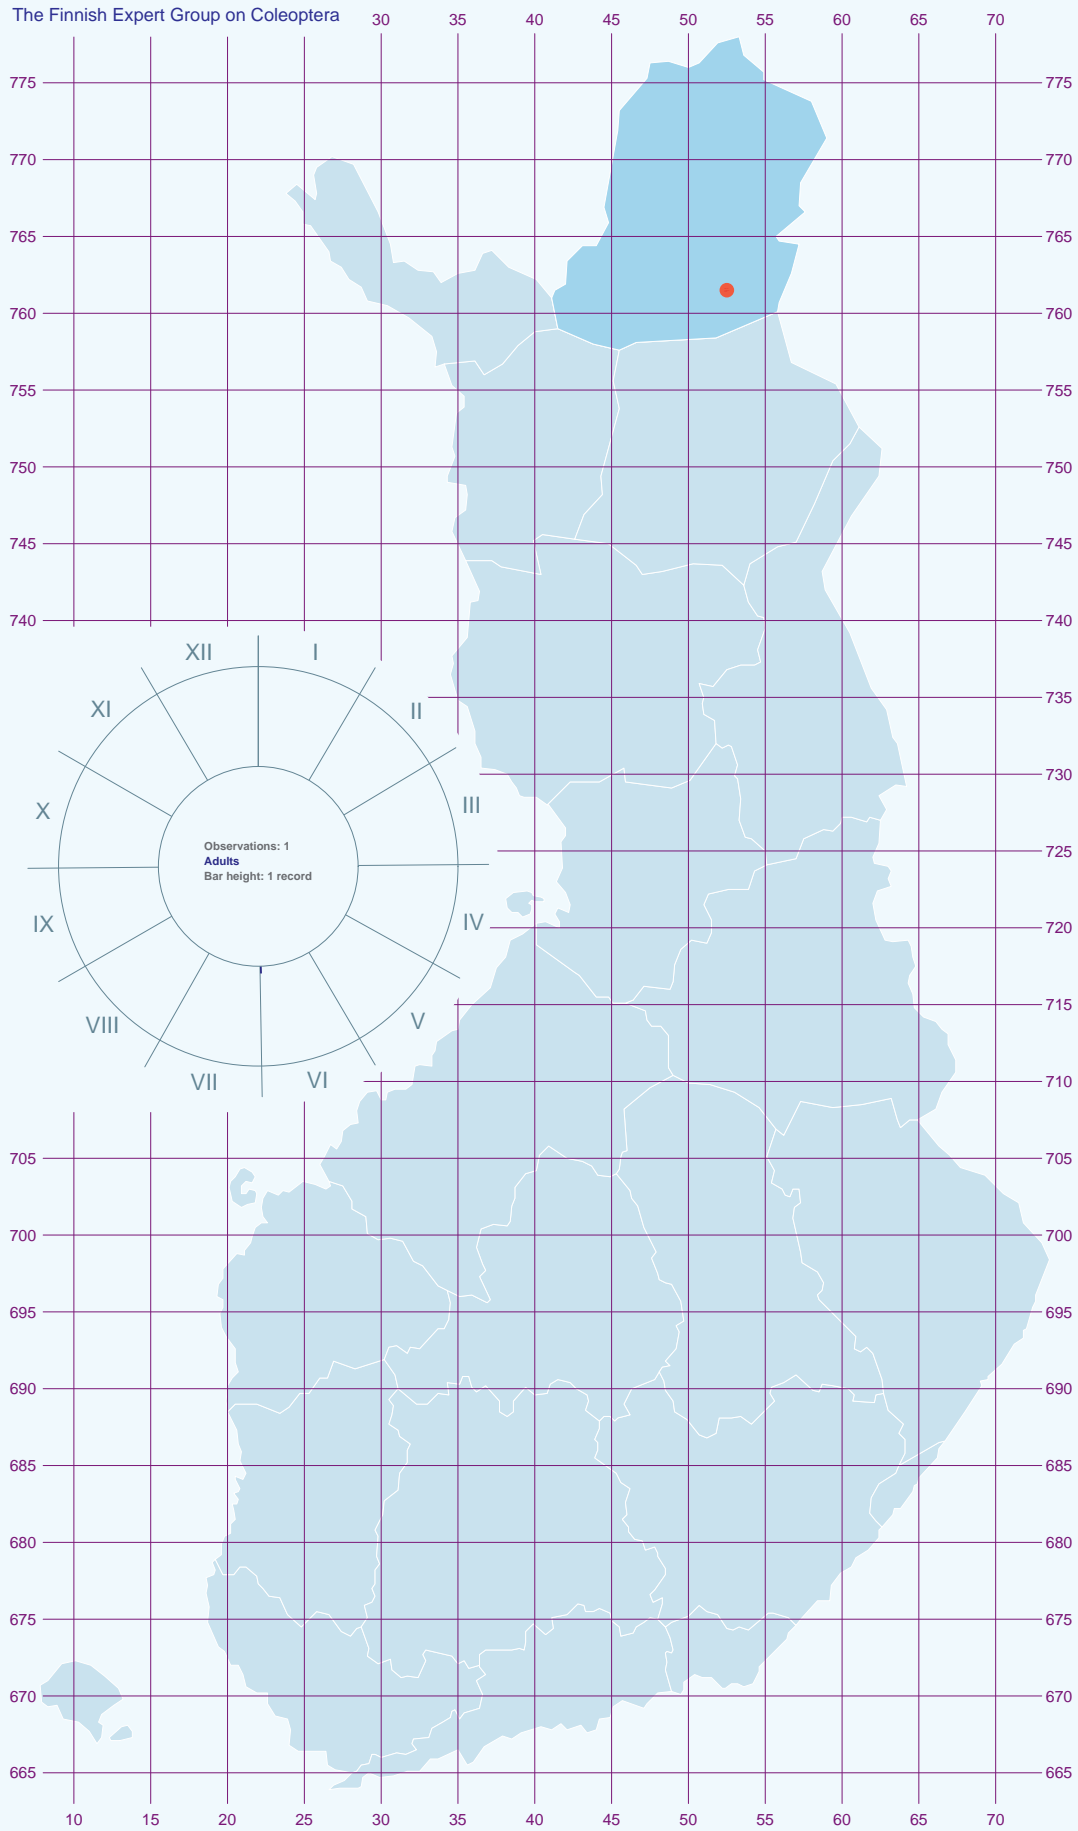 The Finnish Expert Group on Coleoptera
30 35 40 45 50 55 60 65 70
775 775
770 770
765 765
760 760
755 755
750 750
745 745
740 740
XII I
XI II
735
730
X III
Observations: 1
Adults
Bar height: 1 record
725
IX IV
720
715
VIII V
VII VI
710
705 705
700 700
695 695
690 690
685 685
680 680
675 675
670 670
665 665
10 15 20 25 30 35 40 45 50 55 60 65 70